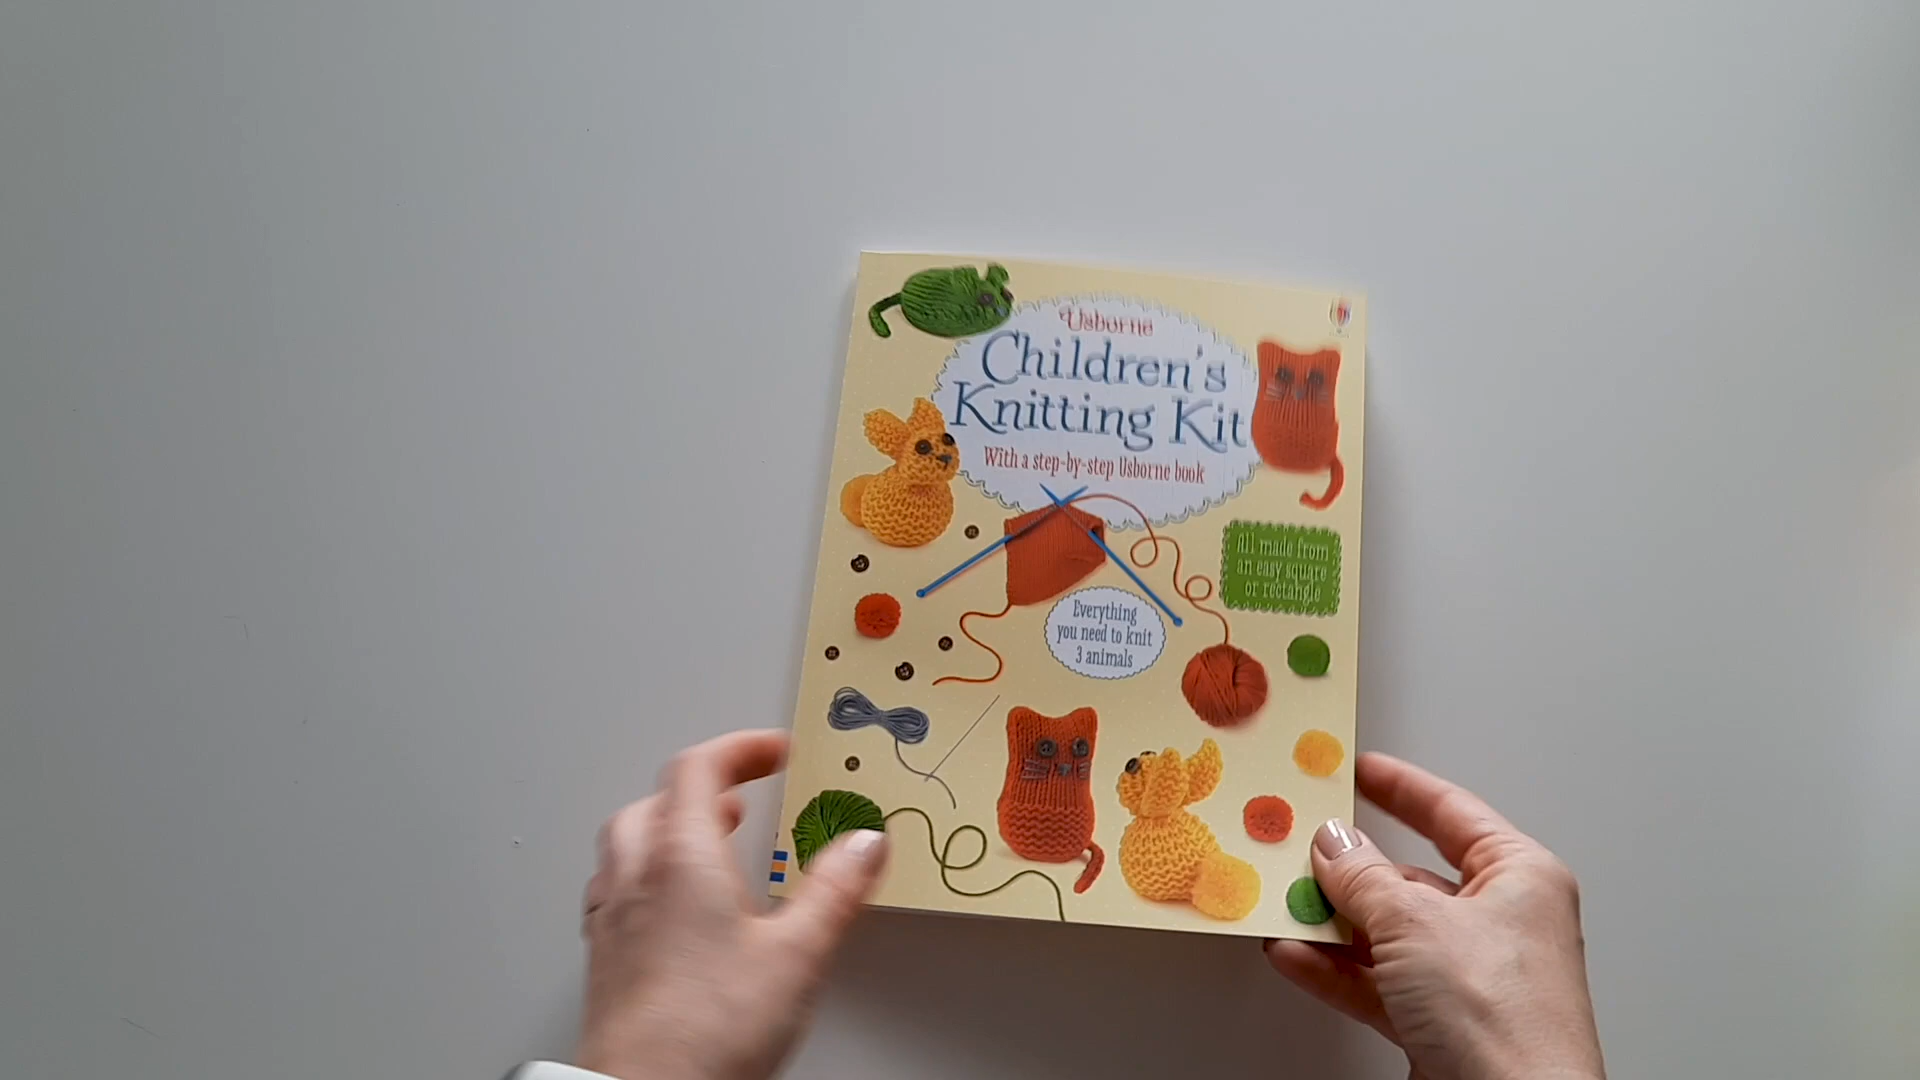 Usborne
Children's
Knitting Kit
With a step-by-step Usborne book
All made from
an easy square
or rectangle
Everything
you need to knit
3 animals